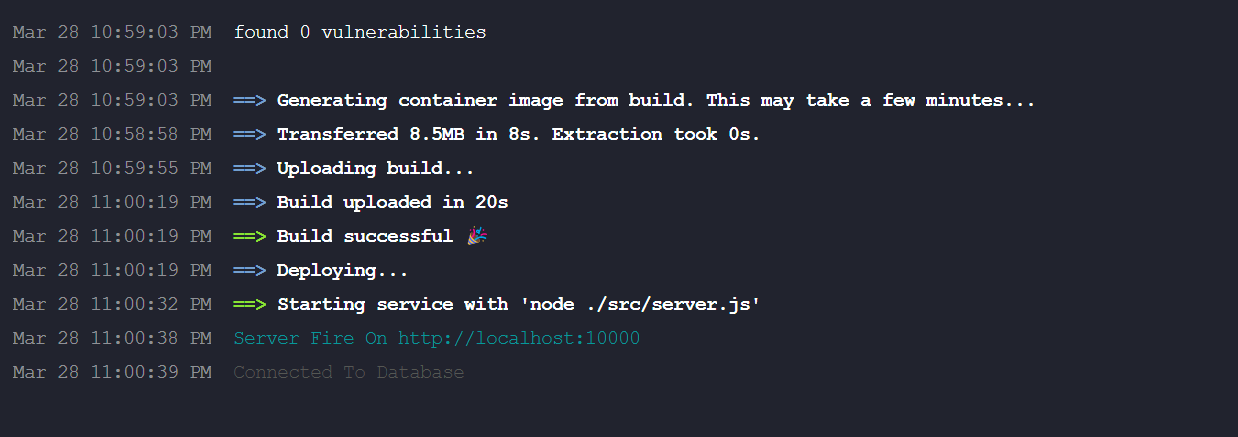 Mar 28 10:59:03 PM found 0 vulnerabilities
Mar 28 10:59:03 PM
Mar 28 10:59:03 PM ==> Generating container image from build. This may take a few minutes...
Mar 28 10:58:58 PM ==> Transferred 8.5MB in 8s. Extraction took 0s.
Mar 28 10:59:55 PM ==> Uploading build...
Mar 28 11:00:19 PM ==> Build uploaded in 20s
Mar 28 11:00:19 PM ==> Build successful 🎉
Mar 28 11:00:19 PM ==> Deploying...
Mar 28 11:00:32 PM ==> Starting service with 'node ./src/server.js'
Mar 28 11:00:38 PM Server Fire On http://localhost:10000
Mar 28 11:00:39 PM Connected To Database